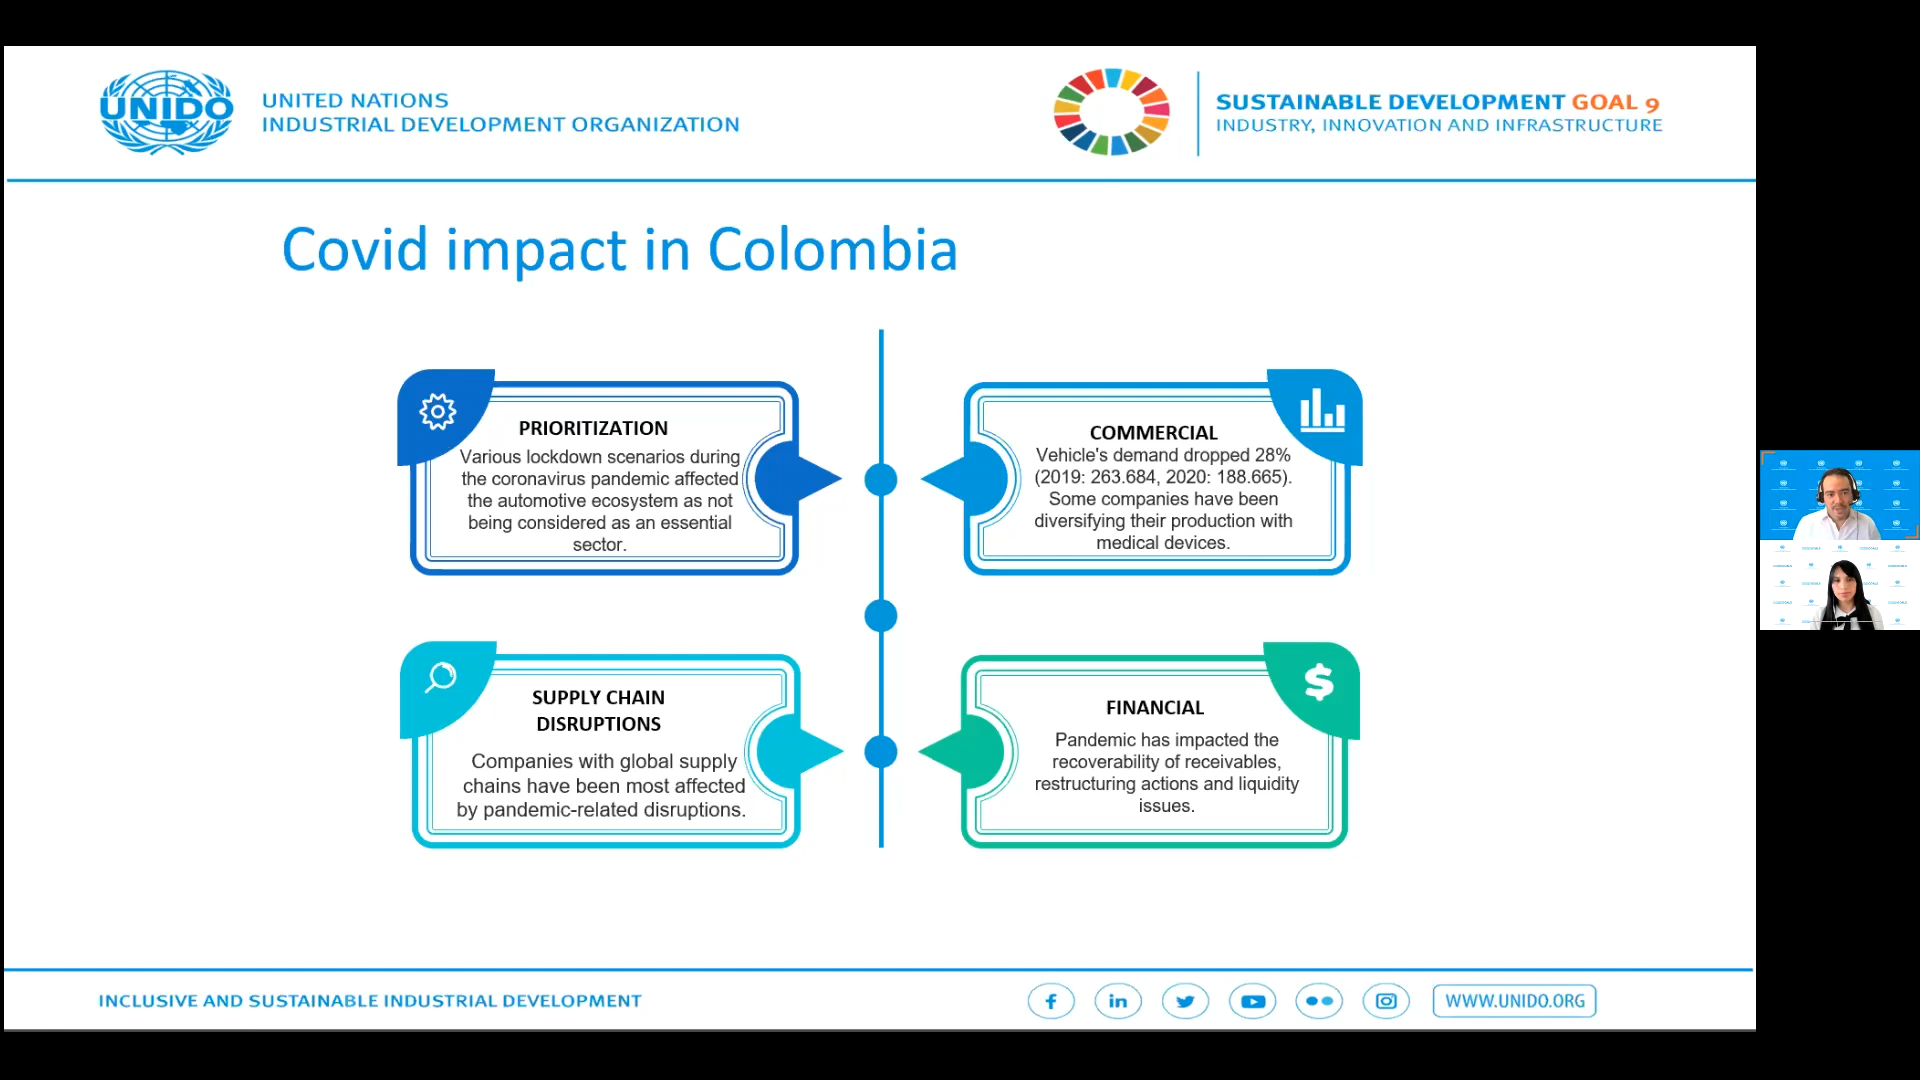 UNIDO
UNITED NATIONS
INDUSTRIAL DEVELOPMENT ORGANIZATION
SUSTAINABLE DEVELOPMENT GOAL 9
INDUSTRY, INNOVATION AND INFRASTRUCTURE
Covid impact in Colombia
PRIORITIZATION
Various lockdown scenarios during
the coronavirus pandemic affected
the automotive ecosystem as not
being considered as an essential
sector.
COMMERCIAL
Vehicle's demand dropped 28%
(2019: 263.684, 2020: 188.665).
Some companies have been
diversifying their production with
medical devices.
SUPPLY CHAIN
DISRUPTIONS
Companies with global supply
chains have been most affected
by pandemic-related disruptions.
FINANCIAL
Pandemic has impacted the
recoverability of receivables,
restructuring actions and liquidity
issues.
INCLUSIVE AND SUSTAINABLE INDUSTRIAL DEVELOPMENT
WWW.UNIDO.ORG